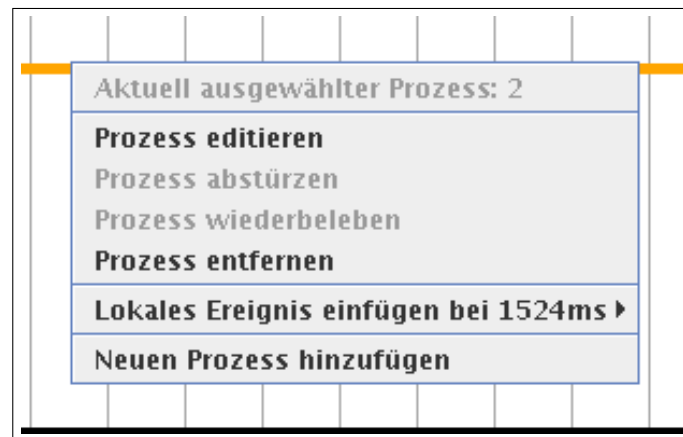 Aktuell ausgewählter Prozess: 2
Prozess editieren
Prozess abstürzen
Prozess wiederbeleben
Prozess entfernen
Lokales Ereignis einfügen bei 1524ms
Neuen Prozess hinzufügen